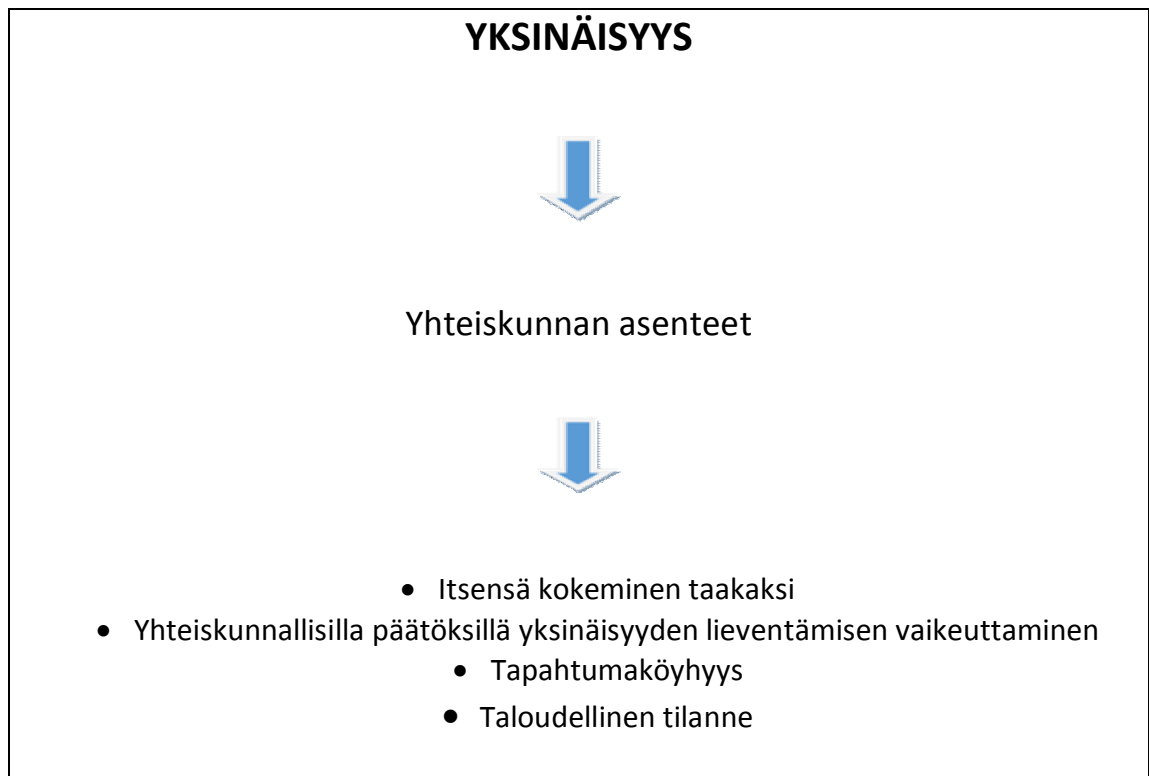 YKSINÄISYYS
Yhteiskunnan asenteet
• Itsensä kokeminen taakaksi
• Yhteiskunnallisilla päätöksillä yksinäisyyden lieventämisen vaikeuttaminen
• Tapahtumaköyhyys
• Taloudellinen tilanne